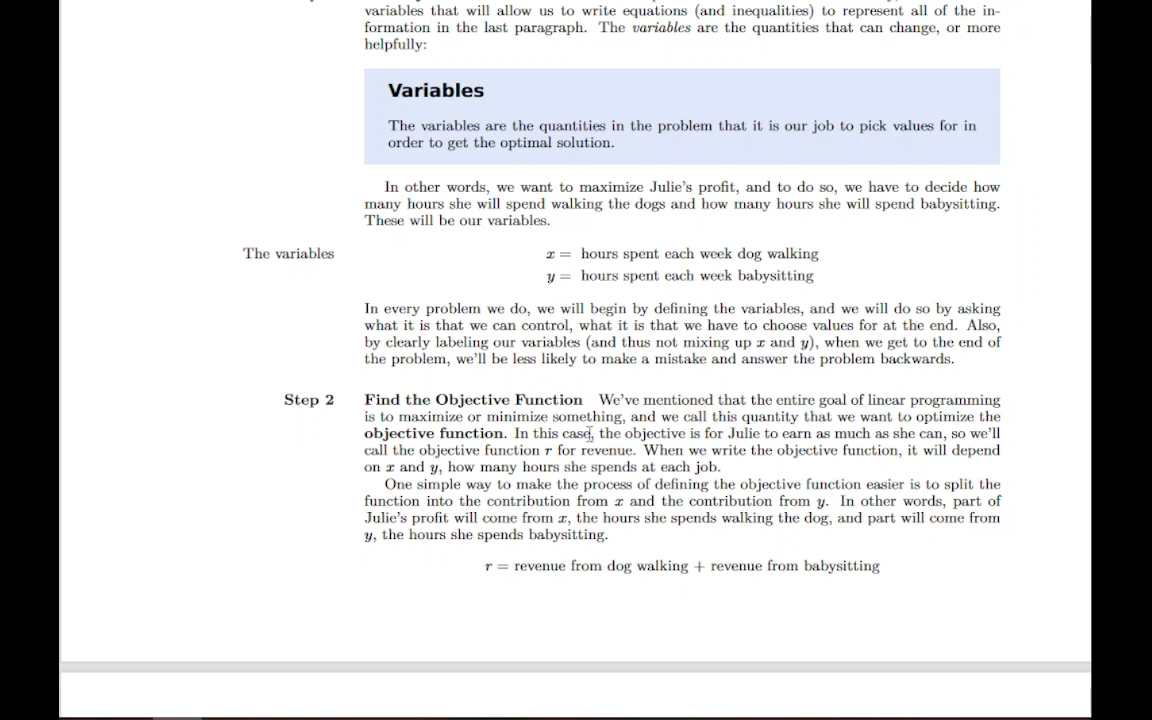 variables that will allow us to write equations (and inequalities) to represent all of the in-
formation in the last paragraph. The variables are the quantities that can change, or more
helpfully:
Variables
The variables are the quantities in the problem that it is our job to pick values for in
order to get the optimal solution.
In other words, we want to maximize Julie's profit, and to do so, we have to decide how
many hours she will spend walking the dogs and how many hours she will spend babysitting.
These will be our variables.
The variables x = hours spent each week dog walking
y = hours spent each week babysitting
In every problem we do, we will begin by defining the variables, and we will do so by asking
what it is that we can control, what it is that we have to choose values for at the end. Also,
by clearly labeling our variables (and thus not mixing up x and y), when we get to the end of
the problem, we'll be less likely to make a mistake and answer the problem backwards.
Step 2 Find the Objective Function We've mentioned that the entire goal of linear programming
is to maximize or minimize something, and we call this quantity that we want to optimize the
objective function. In this case, the objective is for Julie to earn as much as she can, so we'll
call the objective function r for revenue. When we write the objective function, it will depend
on x and y, how many hours she spends at each job.
One simple way to make the process of defining the objective function easier is to split the
function into the contribution from x and the contribution from y. In other words, part of
Julie's profit will come from x, the hours she spends walking the dog, and part will come from
y, the hours she spends babysitting.
r = revenue from dog walking + revenue from babysitting